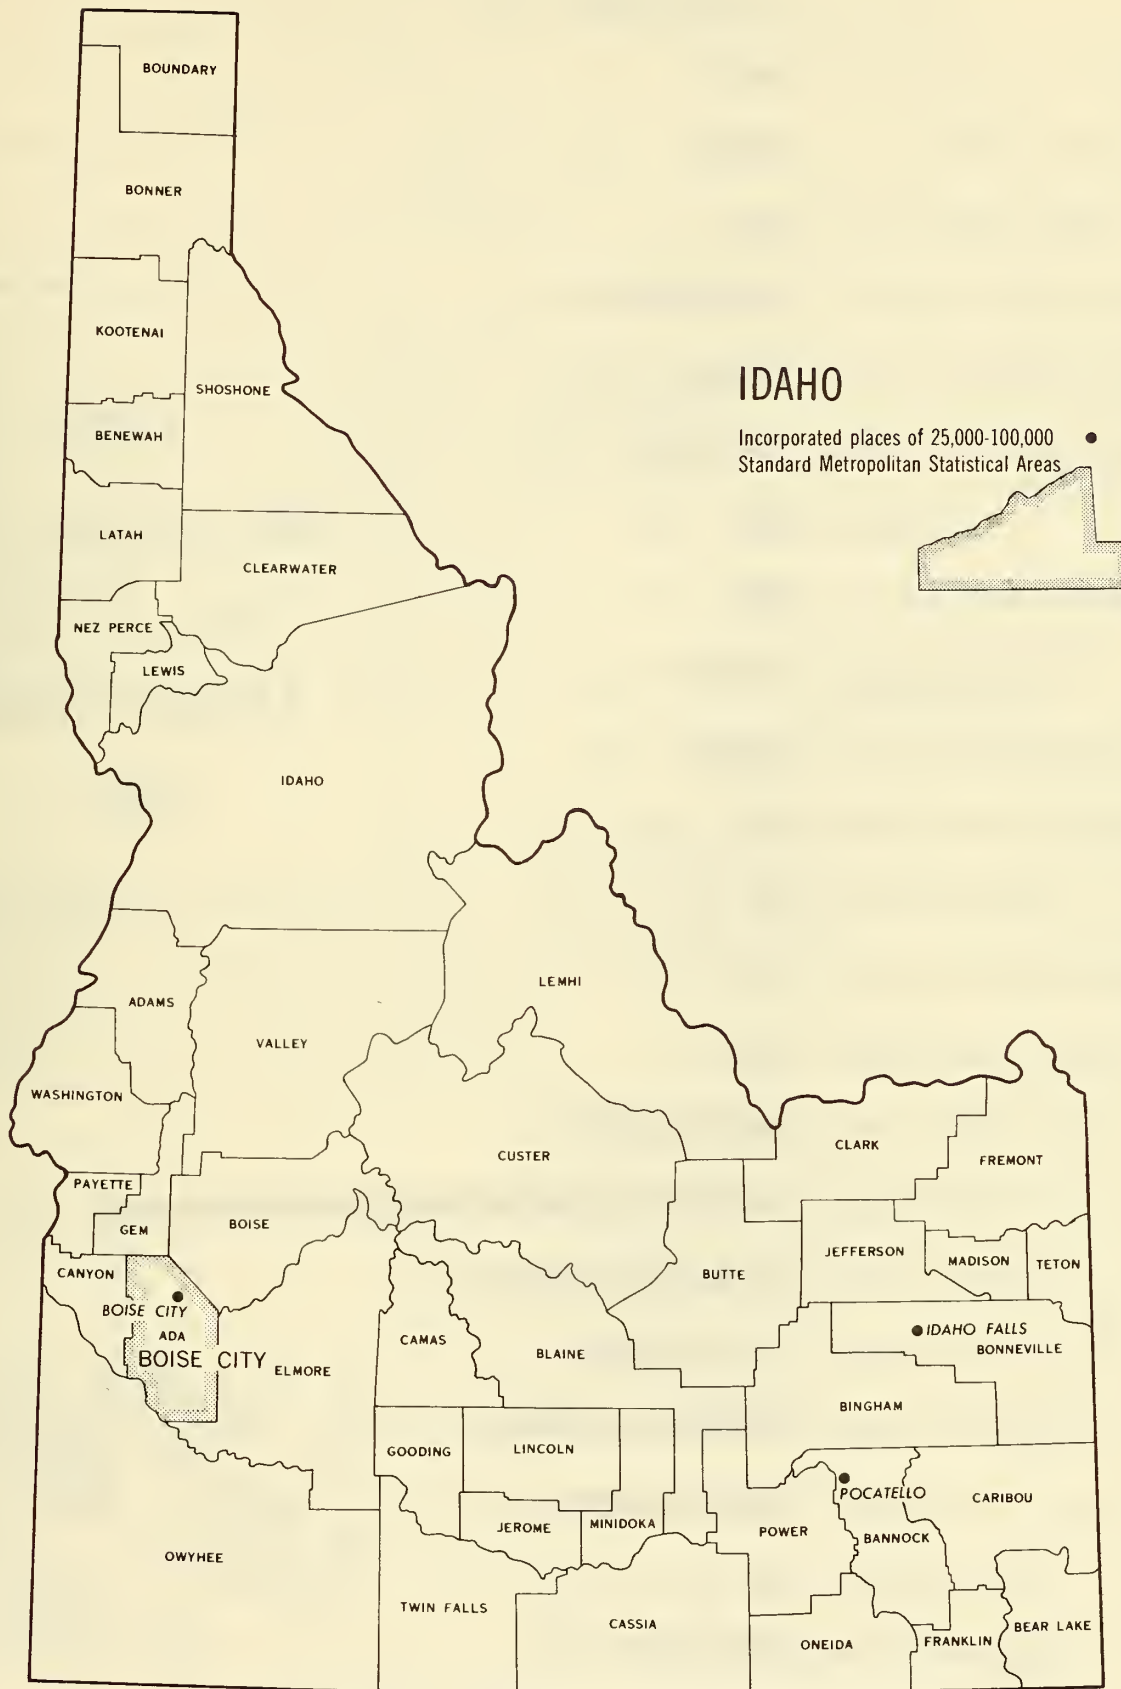 BOUNDARY
BONNER
KOOTENAI
SHOSHONE
IDAHO
Incorporated places of 25,000-100,000
Standard Metropolitan Statistical Areas
BENEWAH
LATAH
CLEARWATER
NEZ PERCE
LEWIS
IDAHO
LEMHI
ADAMS
VALLEY
WASHINGTON
CUSTER
CLARK
FREMONT
PAYETTE
GEM
BOISE
JEFFERSON
MADISON
TETON
CANYON
BUTTE
BOISE CITY
ADA
BOISE CITY
ELMORE
CAMAS
BLAINE
IDAHO FALLS
BONNEVILLE
BINGHAM
GOODING
LINCOLN
POCATELLO
CARIBOU
JEROME
MINIDOKA
POWER
BANNOCK
OWYHEE
TWIN FALLS
CASSIA
ONEIDA
FRANKLIN
BEAR LAKE